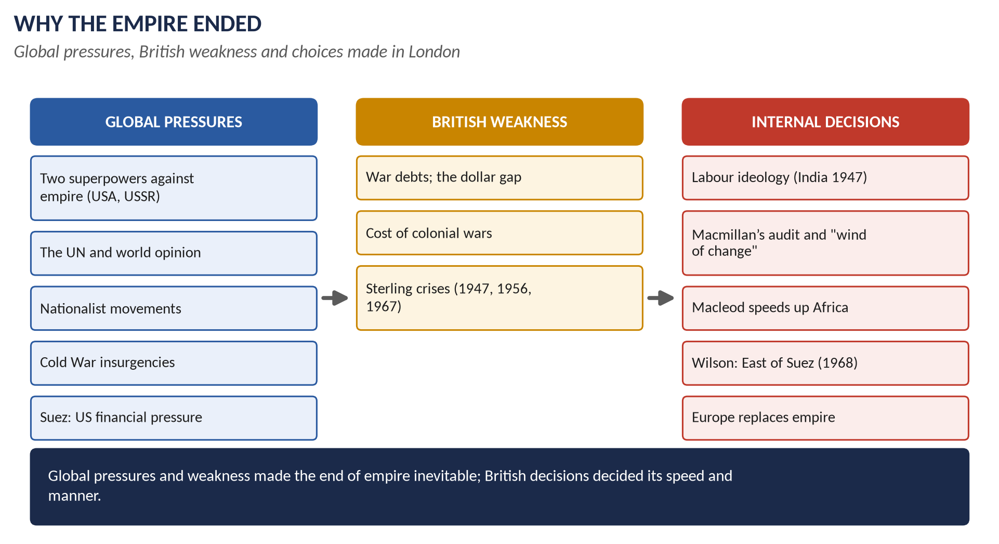 WHY THE EMPIRE ENDED
Global pressures, British weakness and choices made in London
GLOBAL PRESSURES
Two superpowers against
empire (USA, USSR)
The UN and world opinion
Nationalist movements
Cold War insurgencies
Suez: US financial pressure
BRITISH WEAKNESS
War debts; the dollar gap
Cost of colonial wars
Sterling crises (1947, 1956,
1967)
INTERNAL DECISIONS
Labour ideology (India 1947)
Macmillan’s audit and "wind
of change"
Macleod speeds up Africa
Wilson: East of Suez (1968)
Europe replaces empire
Global pressures and weakness made the end of empire inevitable; British decisions decided its speed and
manner.